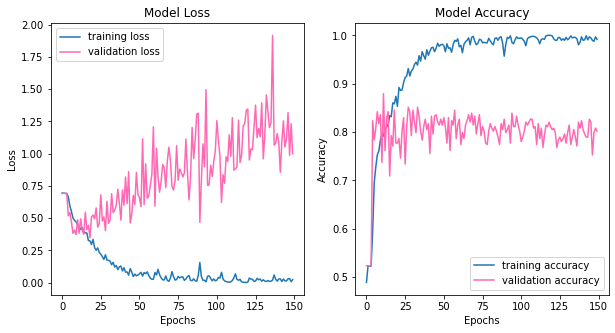 Model Loss
2.00
1.75
1.50
1.25
1.00
0.75
0.50
0.25
0.00
Loss
training loss
validation loss
0
25
50
75
100
125
150
Epochs
Model Accuracy
1.0
0.9
0.8
0.7
0.6
0.5
Accuracy
training accuracy
validation accuracy
0
25
50
75
100
125
150
Epochs